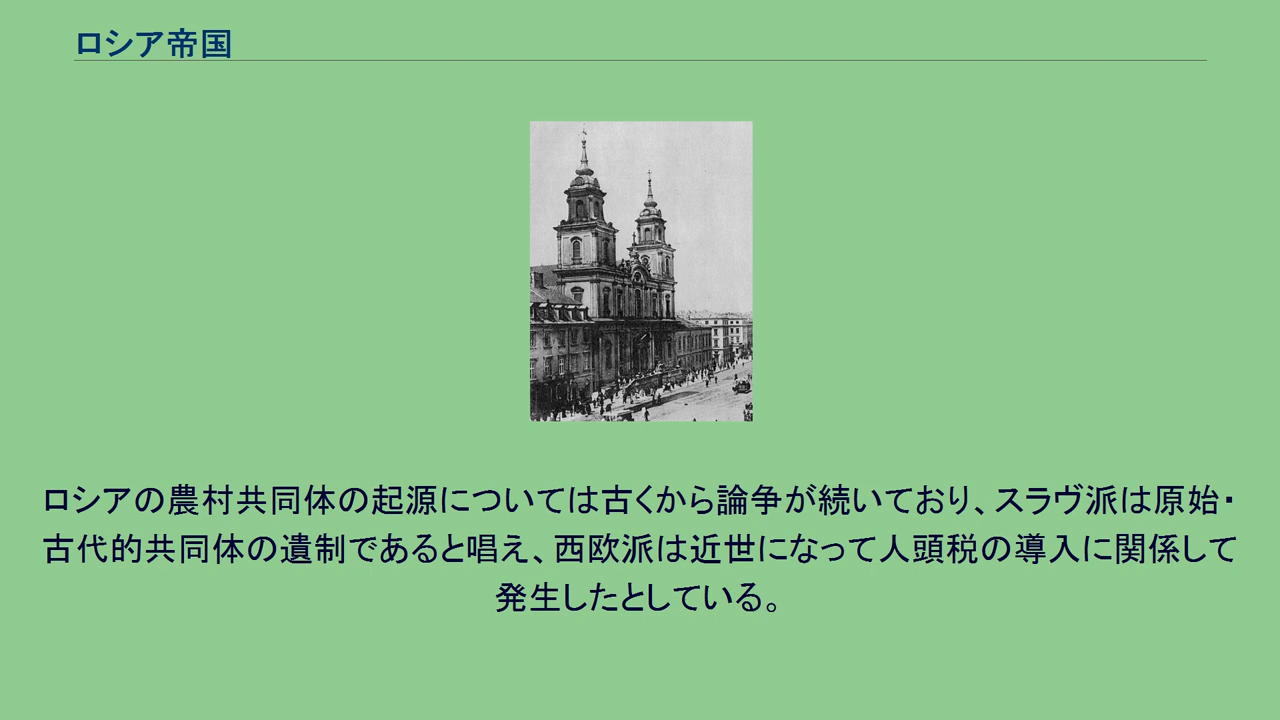 ロシア帝国
ロシアの農村共同体の起源については古くから論争が続いており、スラヴ派は原始・
古代的共同体の遺制であると唱え、西欧派は近世になって人頭税の導入に関係して
発生したとしている。